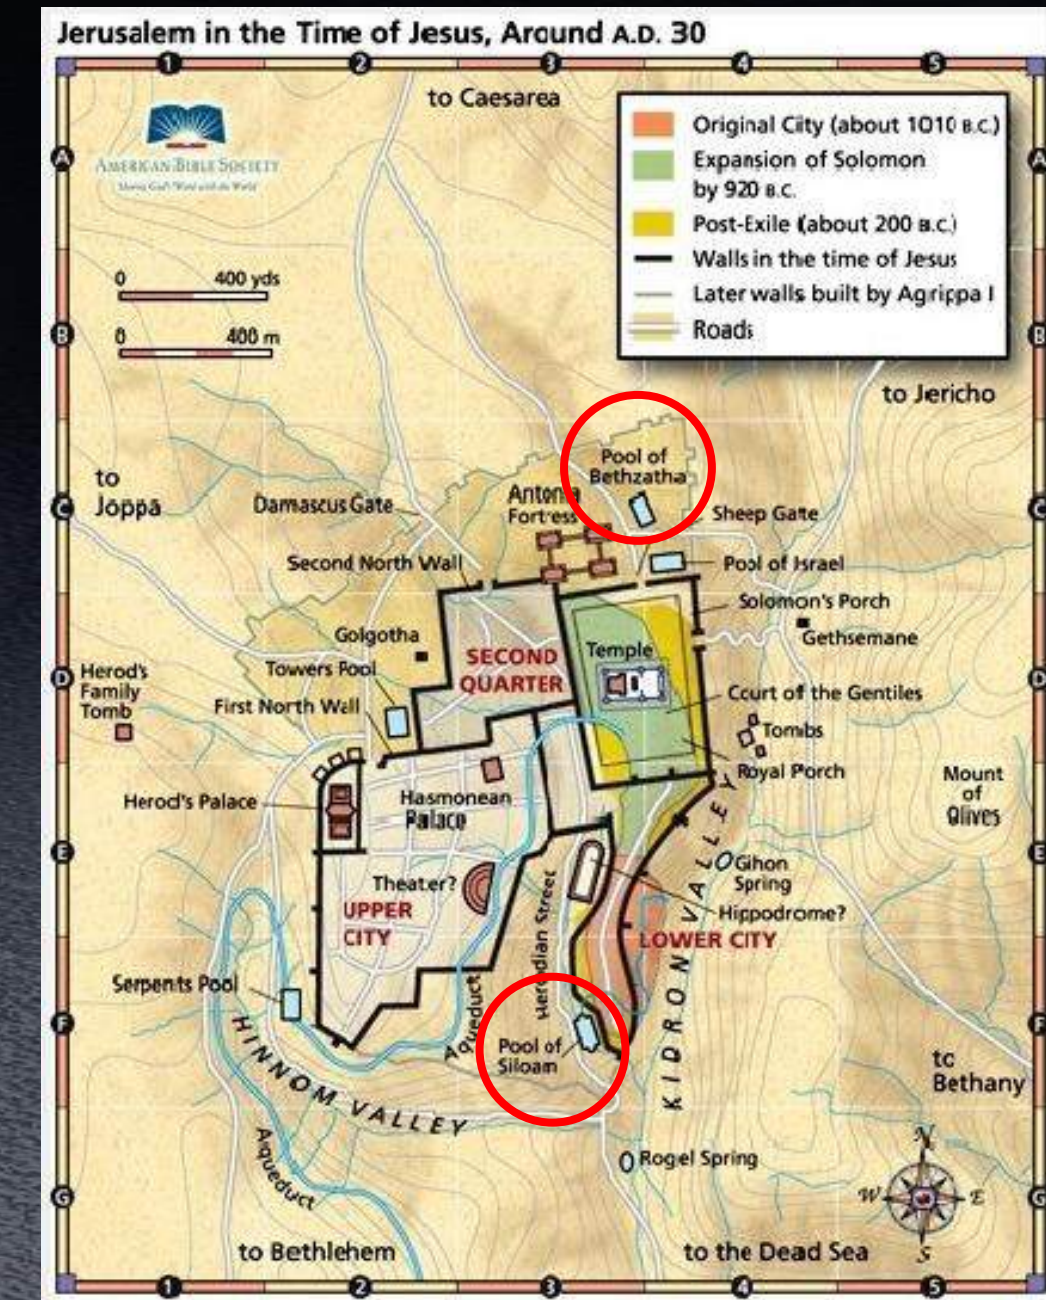 Jerusalem in the Time of Jesus, Around A.D. 30
1
2
3
4
5
to Caesarea
AMERICAN BIBLE SOCIETY
Original City (about 1010 B.C.)
Expansion of Solomon
by 920 B.C.
Post-Exile (about 200 B.C.)
Walls in the time of Jesus
Later walls built by Agrippa I
Roads
A
A
0
400 yds
0
400 m
B
B
to Jericho
to
Joppa
Pool of
Bethzatha
C
C
Damascus Gate
Antonia
Fortress
Sheep Gate
Second North Wall
Pool of Israel
Solomon's Porch
Golgotha
Gethsemane
Towers Pool
SECOND
QUARTER
Temple
Herod's
Family
Tomb
D
D
First North Wall
Court of the Gentiles
Tombs
Royal Porch
Mount
of
Olives
Herod's Palace
Hasmonean
Palace
E
E
Theater?
Gihon
Spring
UPPER
CITY
Herodian Street
Hippodrome?
LOWER CITY
KIDRON VALLEY
Serpents Pool
Aqueduct
F
F
Pool of
Siloam
HINNOM VALLEY
to
Bethany
Aqueduct
Rogel Spring
N
W
E
S
G
G
to Bethlehem
to the Dead Sea
1
2
3
4
5